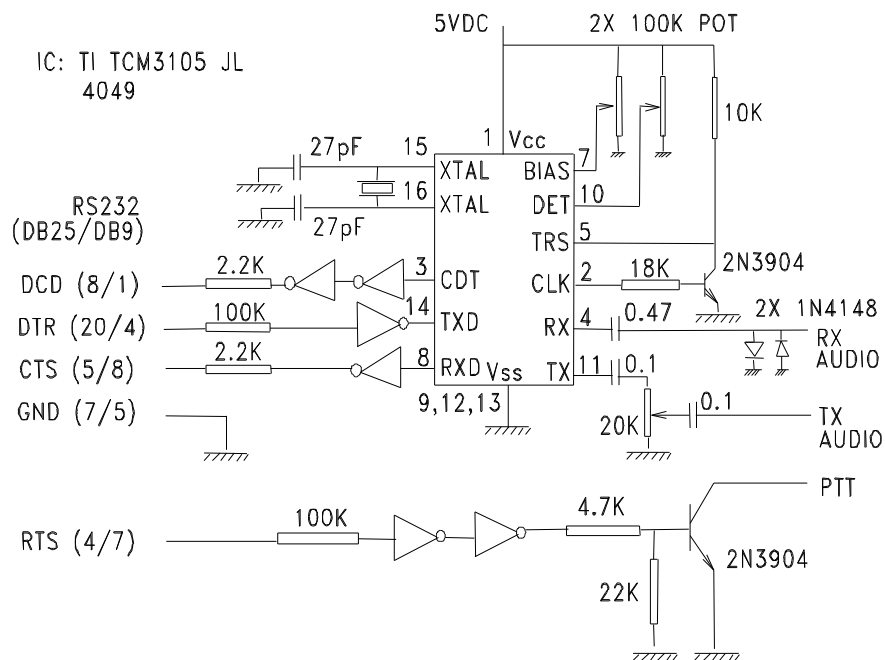 5VDC
2X 100K POT
IC: TI TCM3105 JL
4049
10K
1 Vcc
27pF
15
XTAL
BIAS
7
16
XTAL
DET
10
27pF
RS232
(DB25/DB9)
TRS
5
2N3904
DCD (8/1)
2.2K
3
CDT
CLK
2
18K
DTR (20/4)
100K
14
TXD
RX
4
0.47
2X 1N4148
RX
AUDIO
CTS (5/8)
2.2K
8
RXD
Vss
TX
11
0.1
9,12,13
GND (7/5)
20K
0.1
TX
AUDIO
PTT
RTS (4/7)
100K
4.7K
2N3904
22K